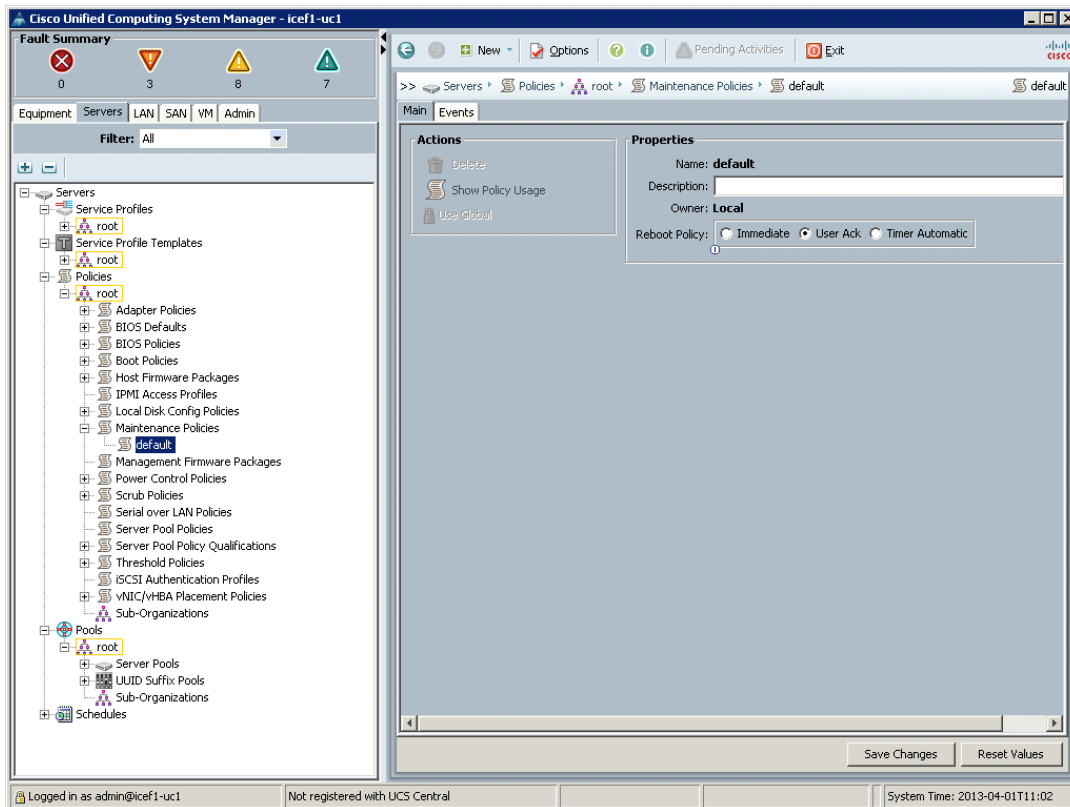 Cisco Unified Computing System Manager - icef1-uc1
Fault Summary
0 3 8 7
Equipment Servers LAN SAN VM Admin
Filter: All
Servers
Service Profiles
root
Service Profile Templates
root
Policies
root
Adapter Policies
BIOS Defaults
BIOS Policies
Boot Policies
Host Firmware Packages
IPMI Access Profiles
Local Disk Config Policies
Maintenance Policies
default
Management Firmware Packages
Power Control Policies
Scrub Policies
Serial over LAN Policies
Server Pool Policies
Server Pool Policy Qualifications
Threshold Policies
iSCSI Authentication Profiles
vNIC/vHBA Placement Policies
Sub-Organizations
Pools
root
Server Pools
UUID Suffix Pools
Sub-Organizations
Schedules
New Options Pending Activities Exit
CISCO
>> Servers Policies root Maintenance Policies default default
Main Events
Actions
Delete
Show Policy Usage
Use Global
Properties
Name: default
Description:
Owner: Local
Reboot Policy: Immediate User Ack Timer Automatic
Save Changes Reset Values
Logged in as admin@icef1-uc1 Not registered with UCS Central System Time: 2013-04-01T11:02